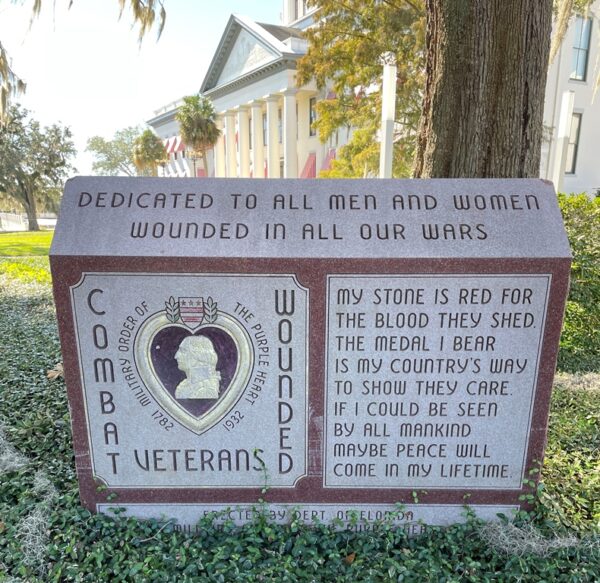 DEDICATED TO ALL MEN AND WOMEN
WOUNDED IN ALL OUR WARS
COMBAT
WOUNDED
VETERANS
MILITARY ORDER OF
THE PURPLE HEART
1782
1932
MY STONE IS RED FOR
THE BLOOD THEY SHED.
THE MEDAL I BEAR
IS MY COUNTRY'S WAY
TO SHOW THEY CARE.
IF I COULD BE SEEN
BY ALL MANKIND
MAYBE PEACE WILL
COME IN MY LIFETIME.
ERECTED BY DEPT. OF FLORIDA